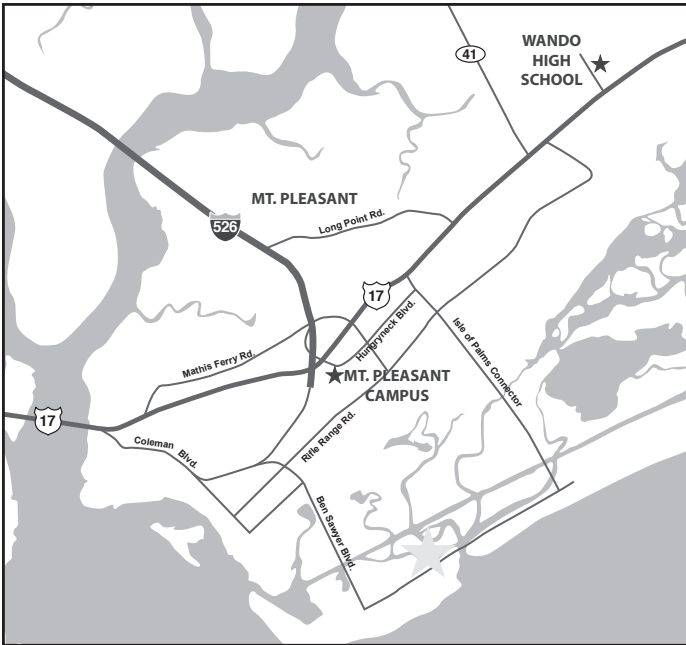 41
WANDO
HIGH
SCHOOL
MT. PLEASANT
526
Long Point Rd.
17
Hungryneck Blvd.
Isle of Palms Connector
Mathis Ferry Rd.
MT. PLEASANT
CAMPUS
17
Coleman Blvd.
Rifle Range Rd.
Ben Sawyer Blvd.